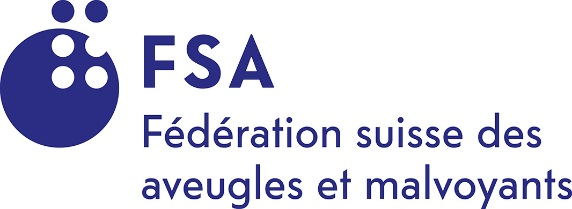 FSA
Fédération suisse des
aveugles et malvoyants